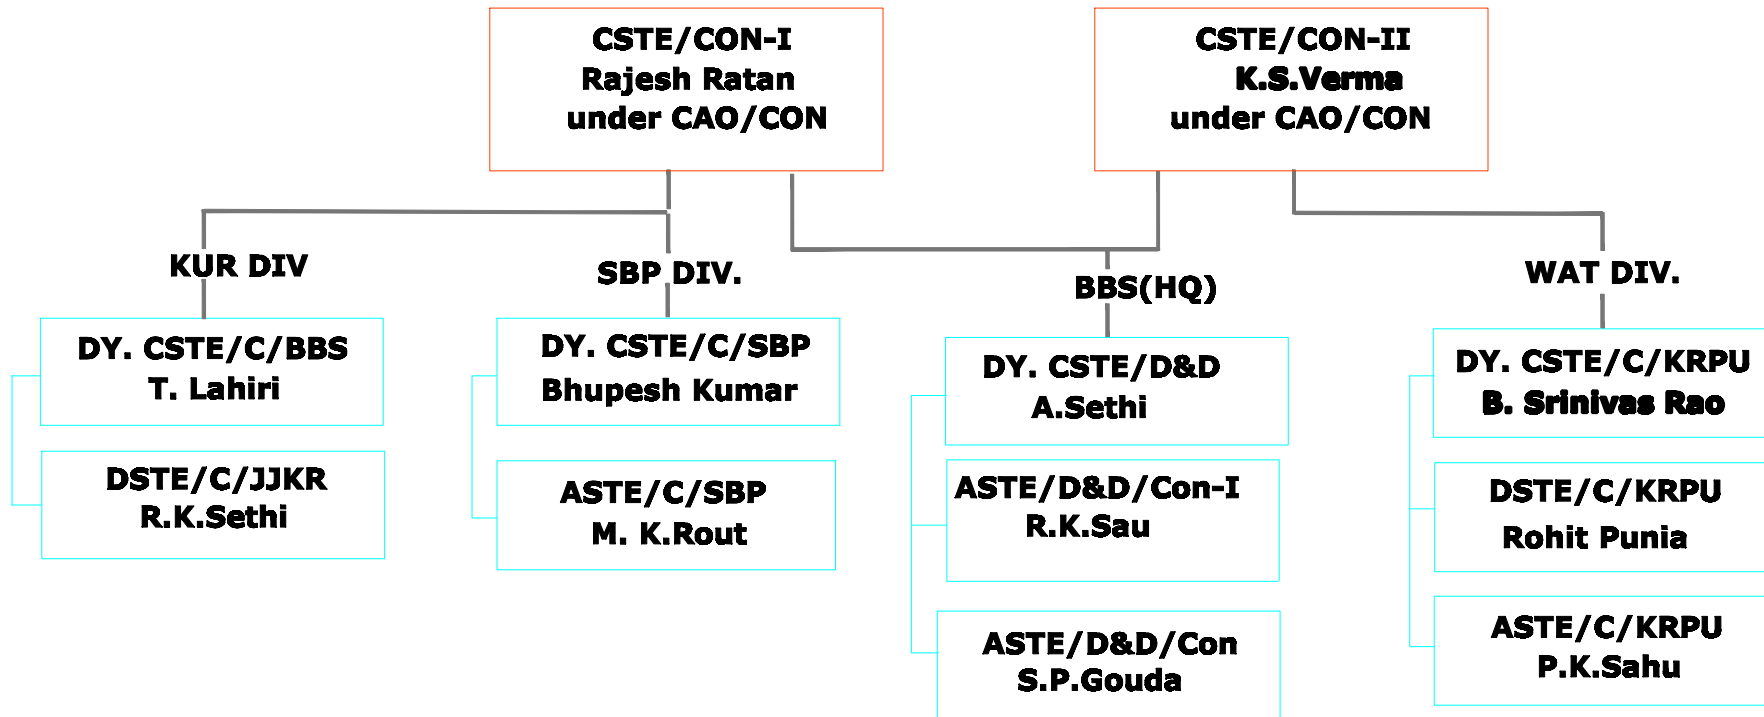 CSTE/CON-I
Rajesh Ratan
under CAO/CON
CSTE/CON-II
K.S.Verma
under CAO/CON
KUR DIV
SBP DIV.
BBS(HQ)
WAT DIV.
DY. CSTE/C/BBS
T. Lahiri
DSTE/C/JJKR
R.K.Sethi
DY. CSTE/C/SBP
Bhupesh Kumar
ASTE/C/SBP
M. K.Rout
DY. CSTE/D&D
A.Sethi
ASTE/D&D/Con-I
R.K.Sau
ASTE/D&D/Con
S.P.Gouda
DY. CSTE/C/KRPU
B. Srinivas Rao
DSTE/C/KRPU
Rohit Punia
ASTE/C/KRPU
P.K.Sahu